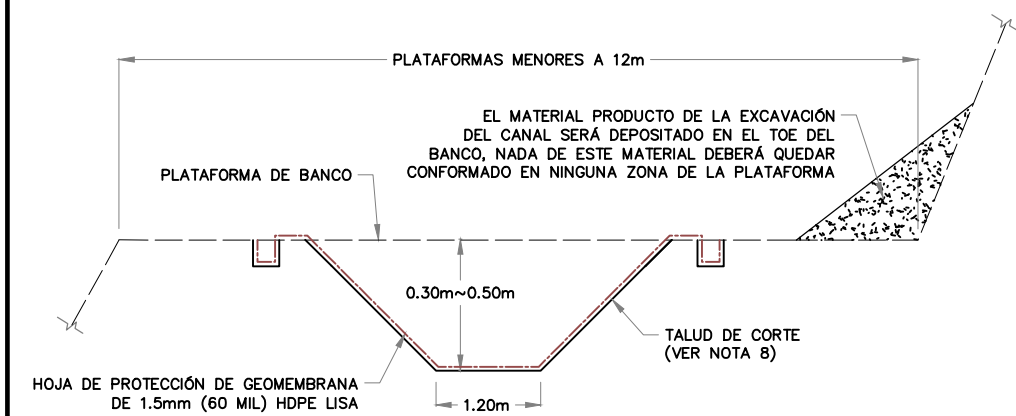 PLATAFORMAS MENORES A 12m
EL MATERIAL PRODUCTO DE LA EXCAVACIÓN
DEL CANAL SERÁ DEPOSITADO EN EL TOE DEL
BANCO, NADA DE ESTE MATERIAL DEBERÁ QUEDAR
CONFORMADO EN NINGUNA ZONA DE LA PLATAFORMA
PLATAFORMA DE BANCO
0.30m~0.50m
TALUD DE CORTE
(VER NOTA 8)
HOJA DE PROTECCIÓN DE GEOMEMBRANA
DE 1.5mm (60 MIL) HDPE LISA
1.20m